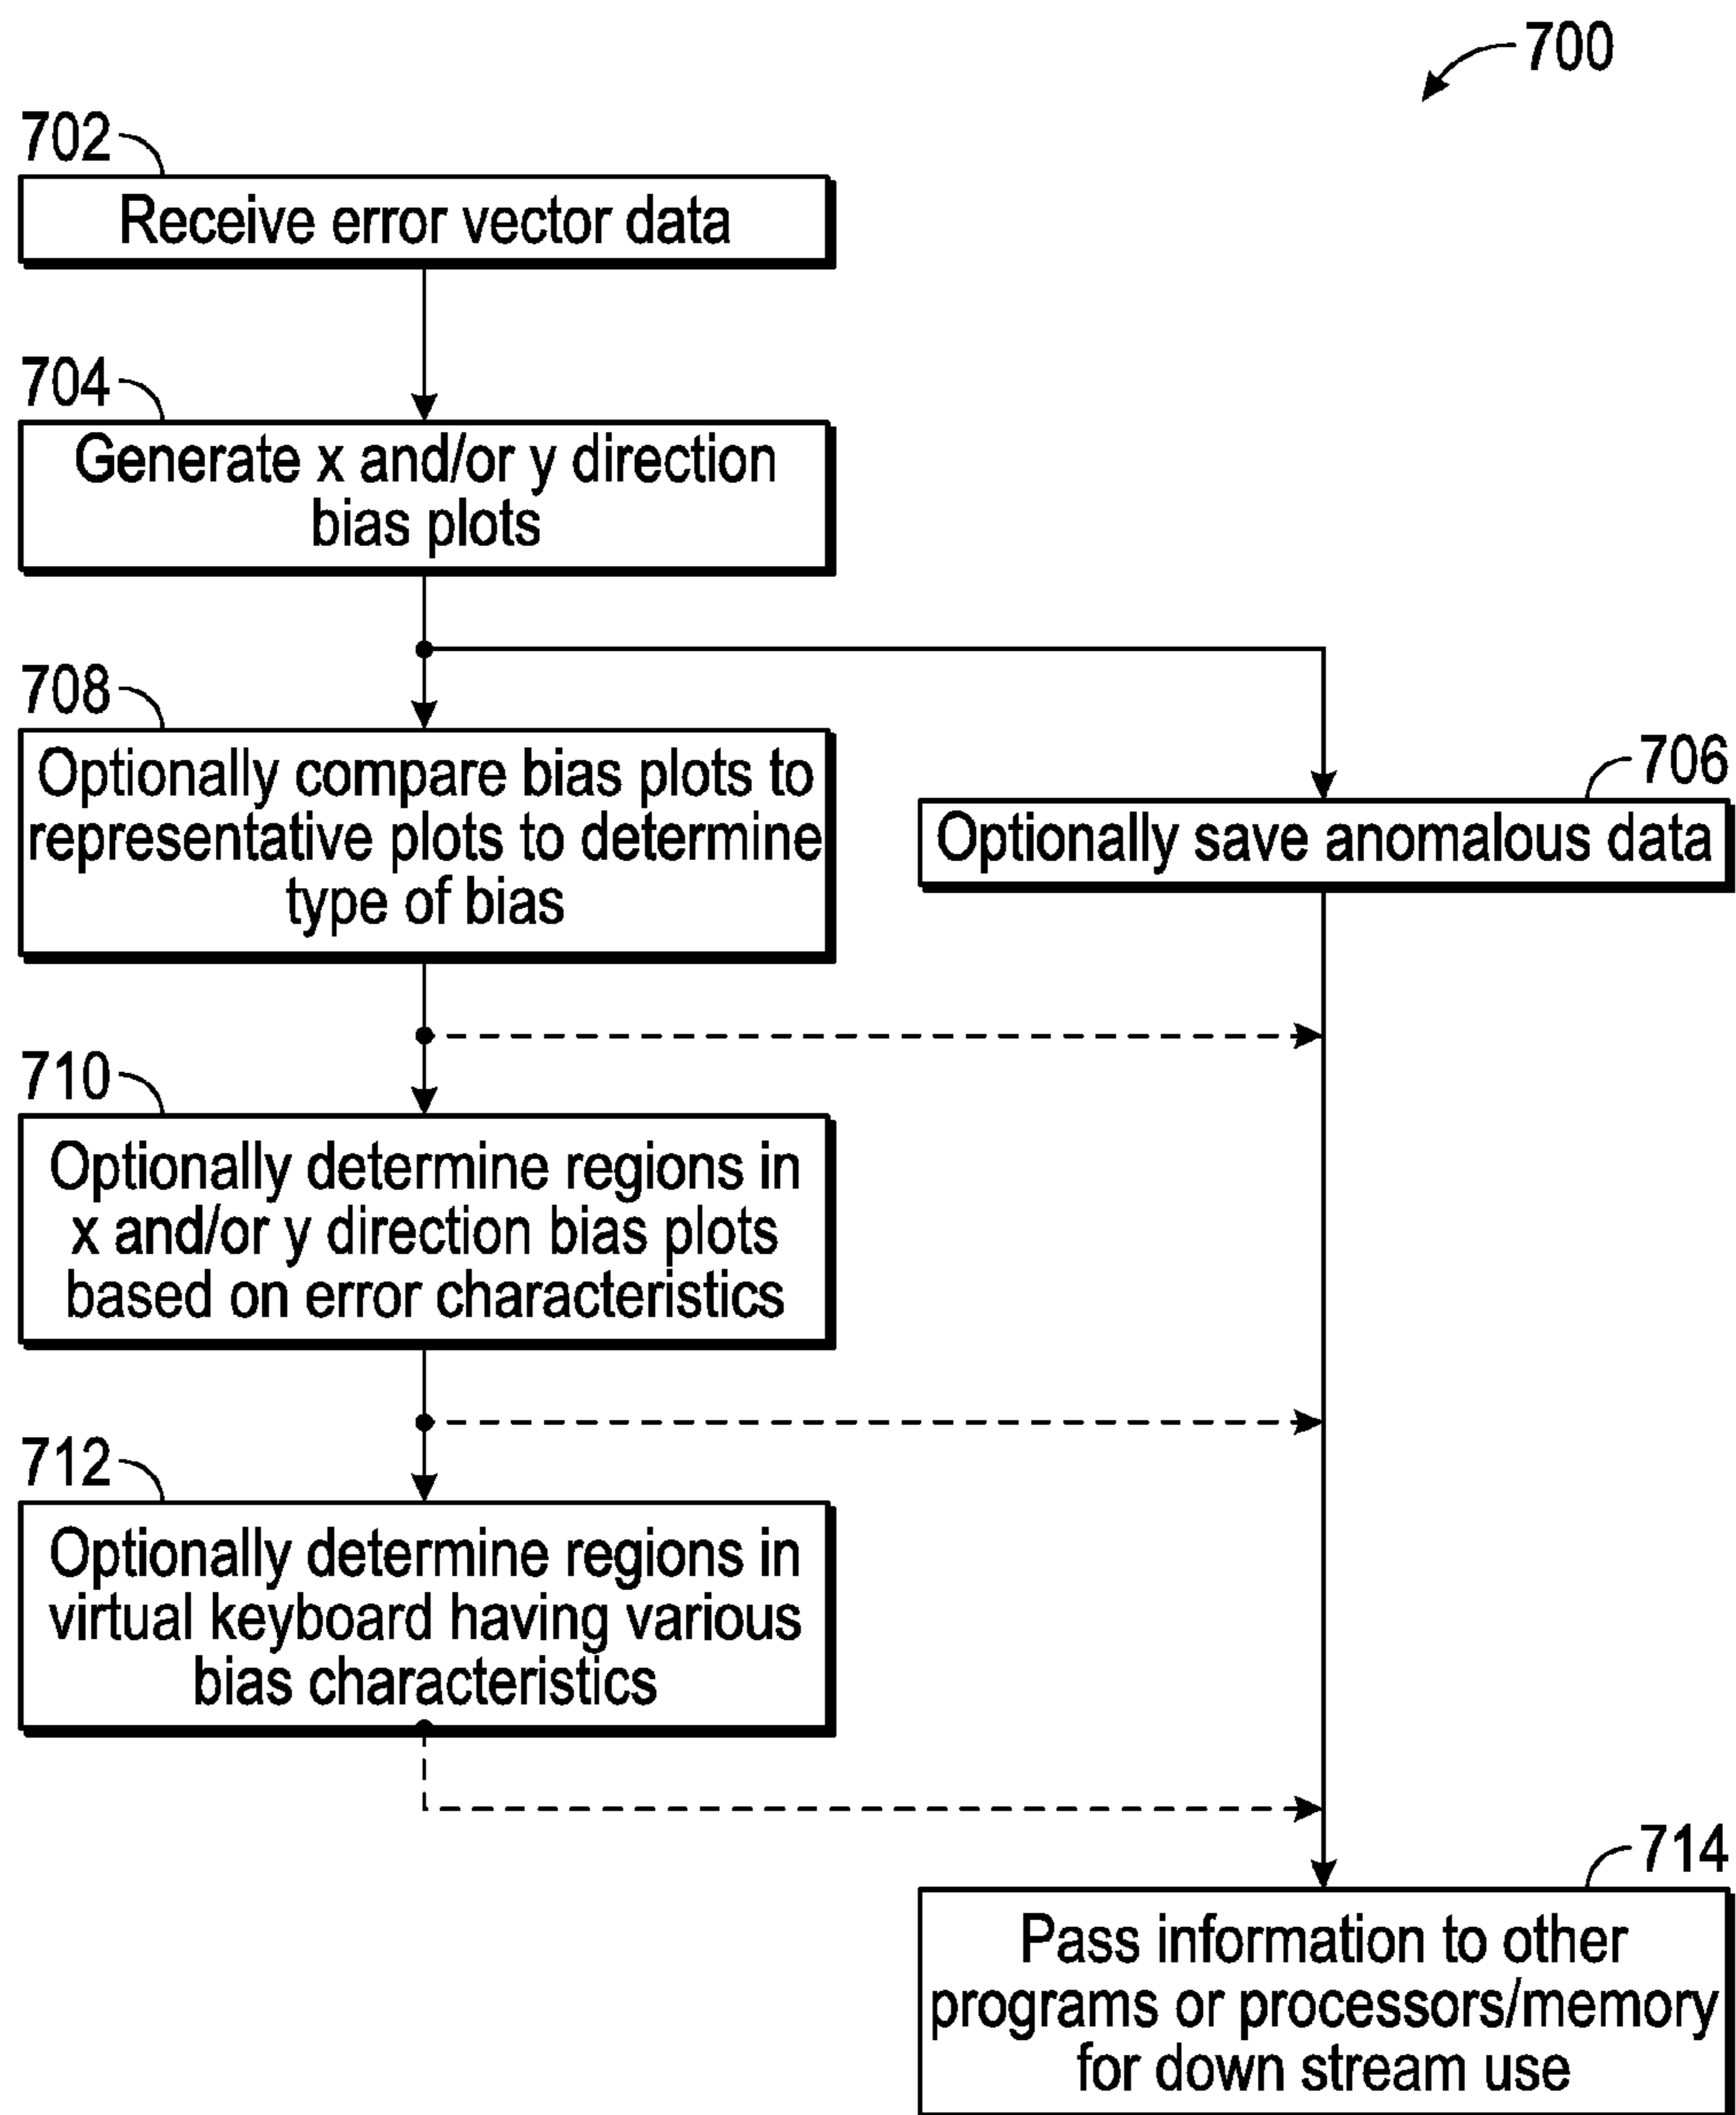 700
702
Receive error vector data
704
Generate x and/or y direction
bias plots
708
Optionally compare bias plots to
representative plots to determine
type of bias
706
Optionally save anomalous data
710
Optionally determine regions in
x and/or y direction bias plots
based on error characteristics
712
Optionally determine regions in
virtual keyboard having various
bias characteristics
714
Pass information to other
programs or processors/memory
for down stream use